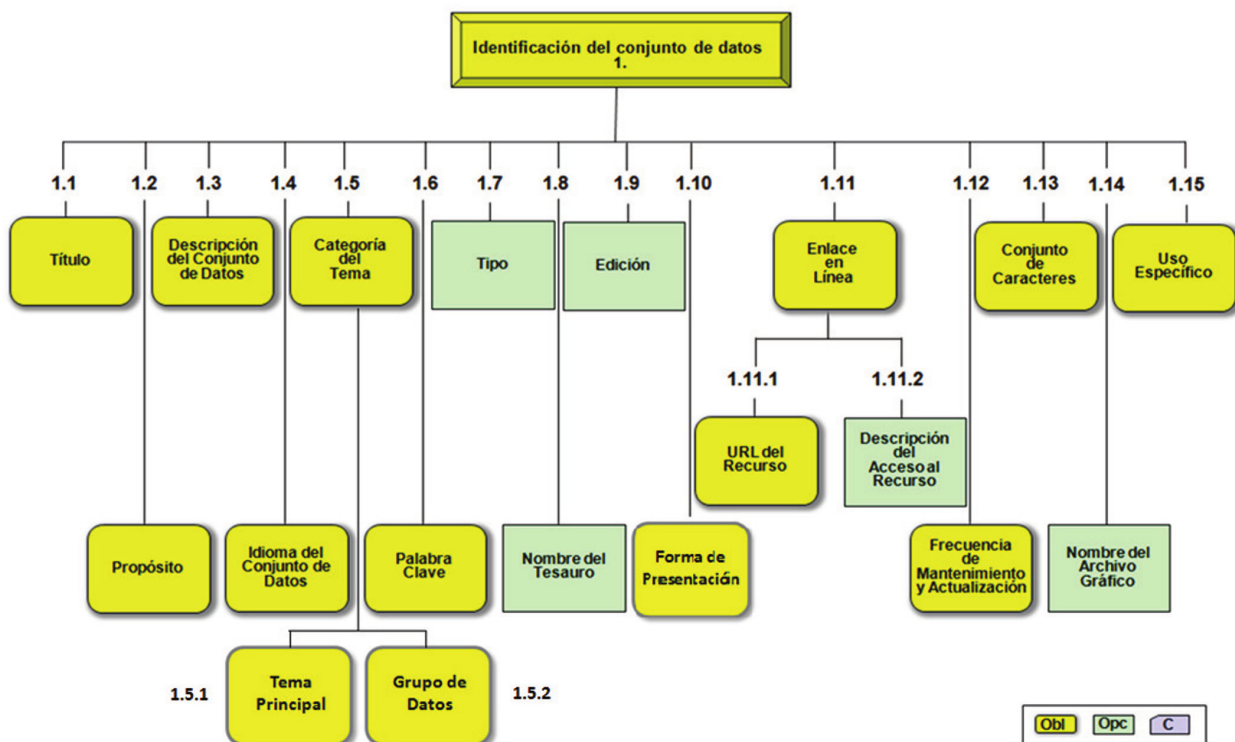 Identificación del conjunto de datos
1.
1.1
1.2
1.3
1.4
1.5
1.6
1.7
1.8
1.9
1.10
1.11
1.12
1.13
1.14
1.15
Título
Descripción
del Conjunto
de Datos
Categoría
del
Tema
Tipo
Edición
Enlace
en
Línea
Conjunto
de
Caracteres
Uso
Específico
1.11.1
1.11.2
URL del
Recurso
Descripción
del
Acceso al
Recurso
Propósito
Idioma del
Conjunto de
Datos
Palabra
Clave
Nombre del
Tesauro
Forma de
Presentación
Frecuencia
de
Mantenimiento
y Actualización
Nombre del
Archivo
Gráfico
1.5.1
Tema
Principal
Grupo de
Datos
1.5.2
Obl
Opc
C